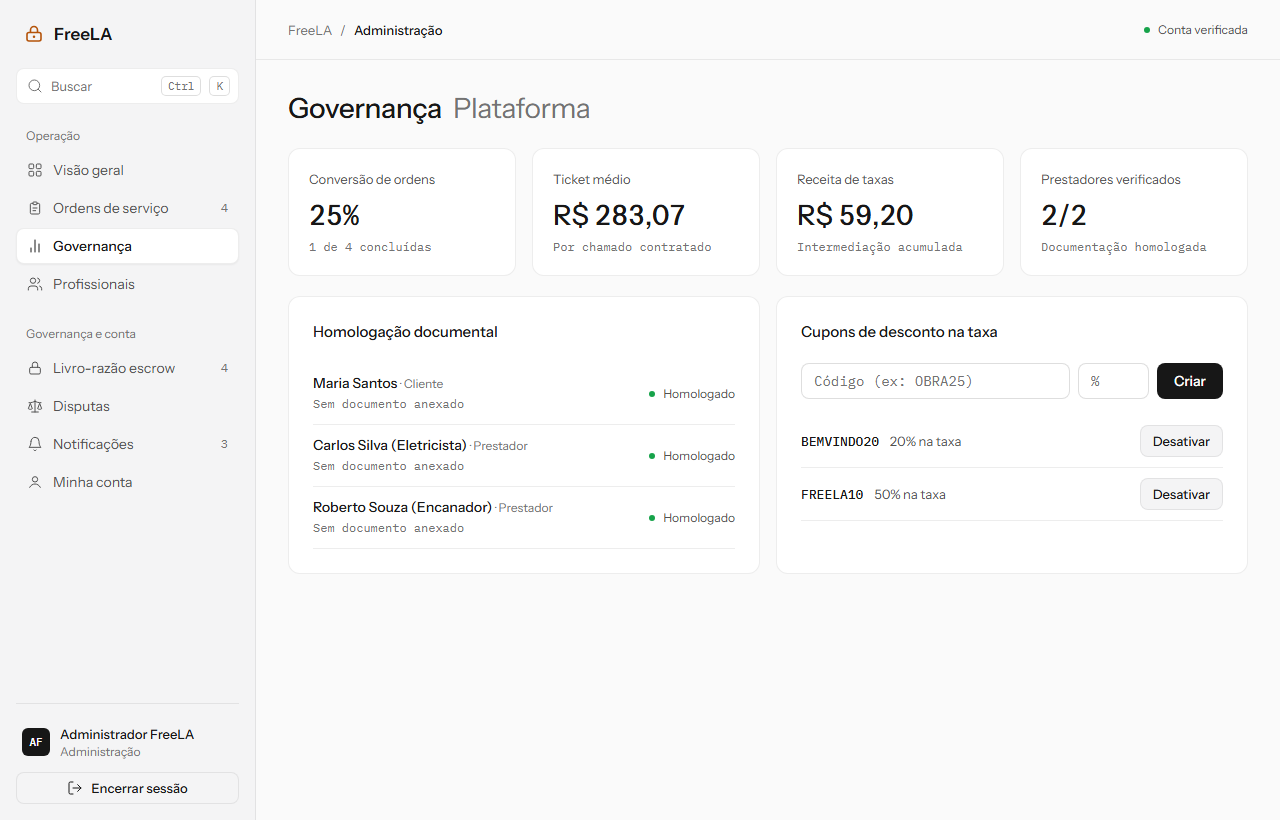 FreeLA
Buscar Ctrl K
Operação
Visão geral
Ordens de serviço 4
Governança
Profissionais
Governança e conta
Livro-razão escrow 4
Disputas
Notificações 3
Minha conta
AF Administrador FreeLA
Administração
Encerrar sessão
FreeLA / Administração
Conta verificada
Governança Plataforma
Conversão de ordens
25%
1 de 4 concluídas
Ticket médio
R$ 283,07
Por chamado contratado
Receita de taxas
R$ 59,20
Intermediação acumulada
Prestadores verificados
2/2
Documentação homologada
Homologação documental
Maria Santos · Cliente
Sem documento anexado
Homologado
Carlos Silva (Eletricista) · Prestador
Sem documento anexado
Homologado
Roberto Souza (Encanador) · Prestador
Sem documento anexado
Homologado
Cupons de desconto na taxa
Código (ex: OBRA25) % Criar
BEMVINDO20 20% na taxa Desativar
FREELA10 50% na taxa Desativar